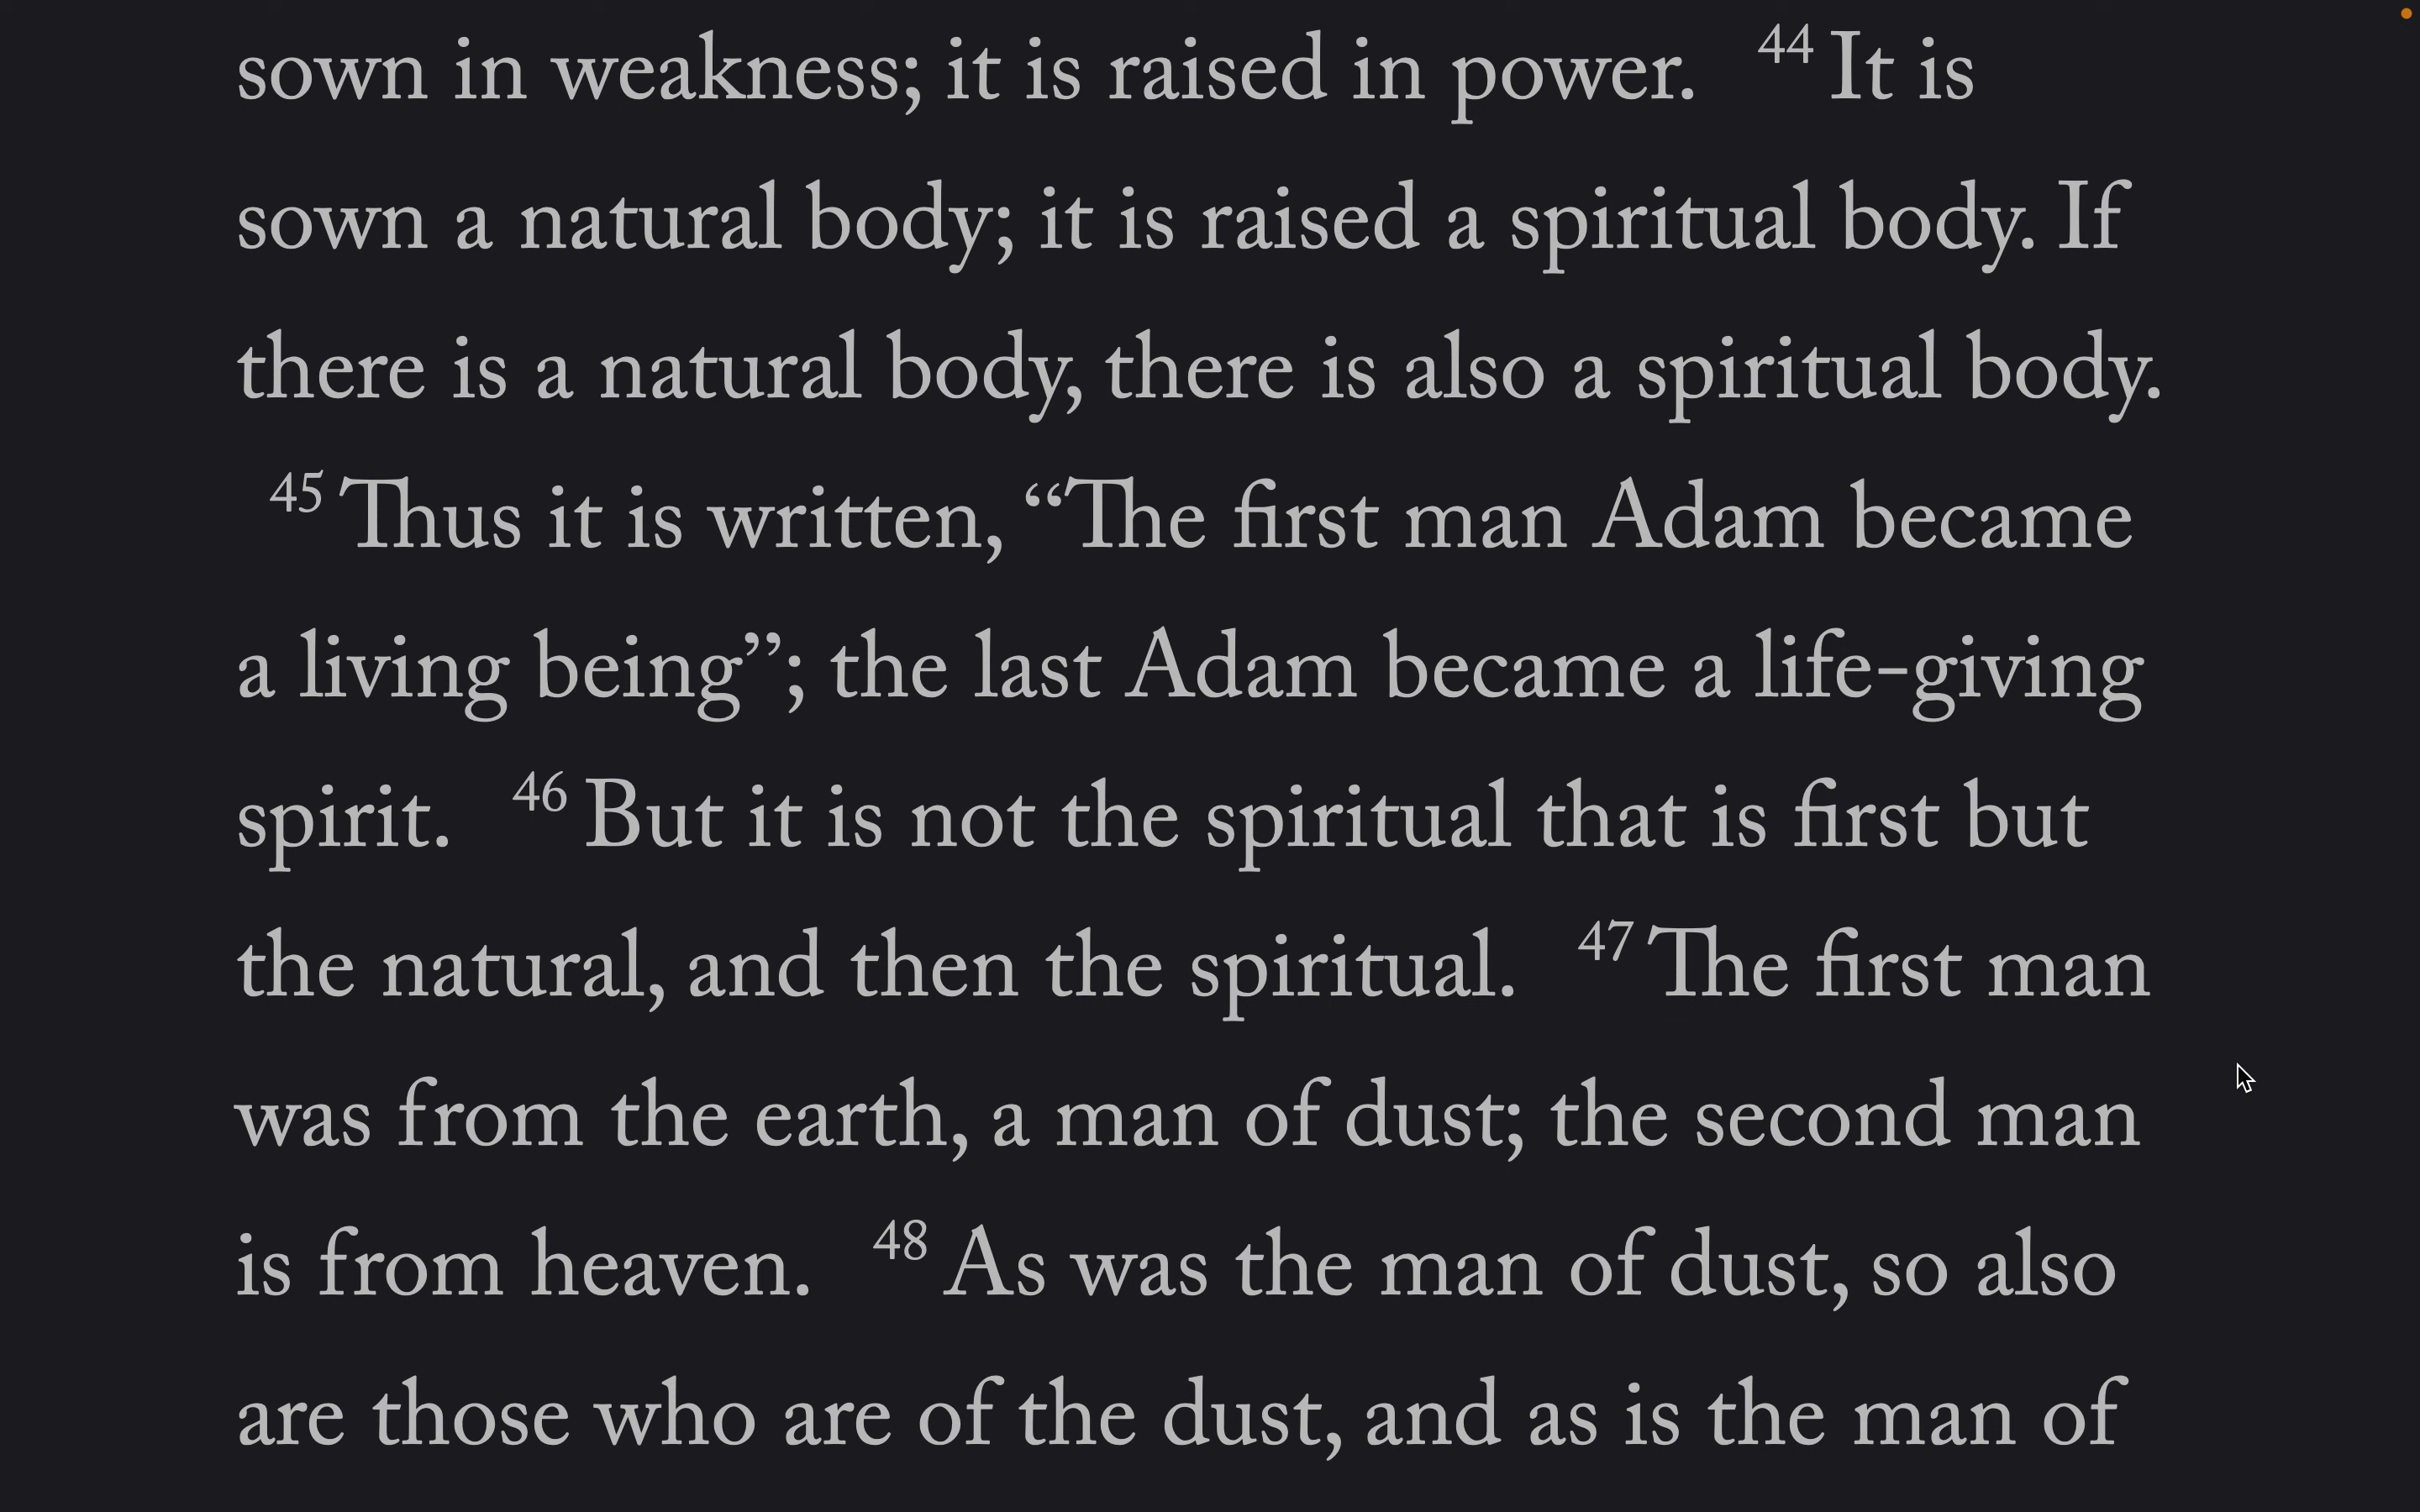 sown in weakness; it is raised in power. 44 It is
sown a natural body; it is raised a spiritual body. If
there is a natural body, there is also a spiritual body.
45 Thus it is written, “The first man Adam became
a living being”; the last Adam became a life-giving
spirit. 46 But it is not the spiritual that is first but
the natural, and then the spiritual. 47 The first man
was from the earth, a man of dust; the second man
is from heaven. 48 As was the man of dust, so also
are those who are of the dust, and as is the man of